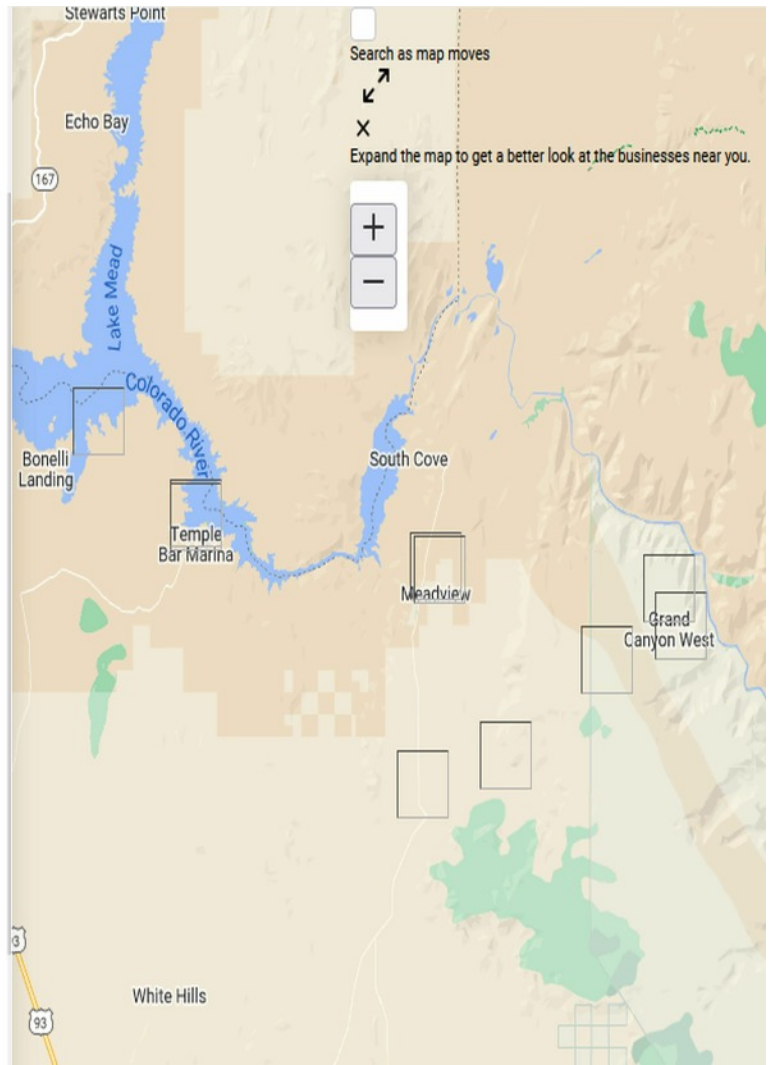 Stewarts Point
Search as map moves
Echo Bay
Expand the map to get a better look at the businesses near you.
167
+
−
Lake Mead
Colorado River
Bonelli
Landing
South Cove
Temple
Bar Marina
Meadview
Grand
Canyon West
93
White Hills
93